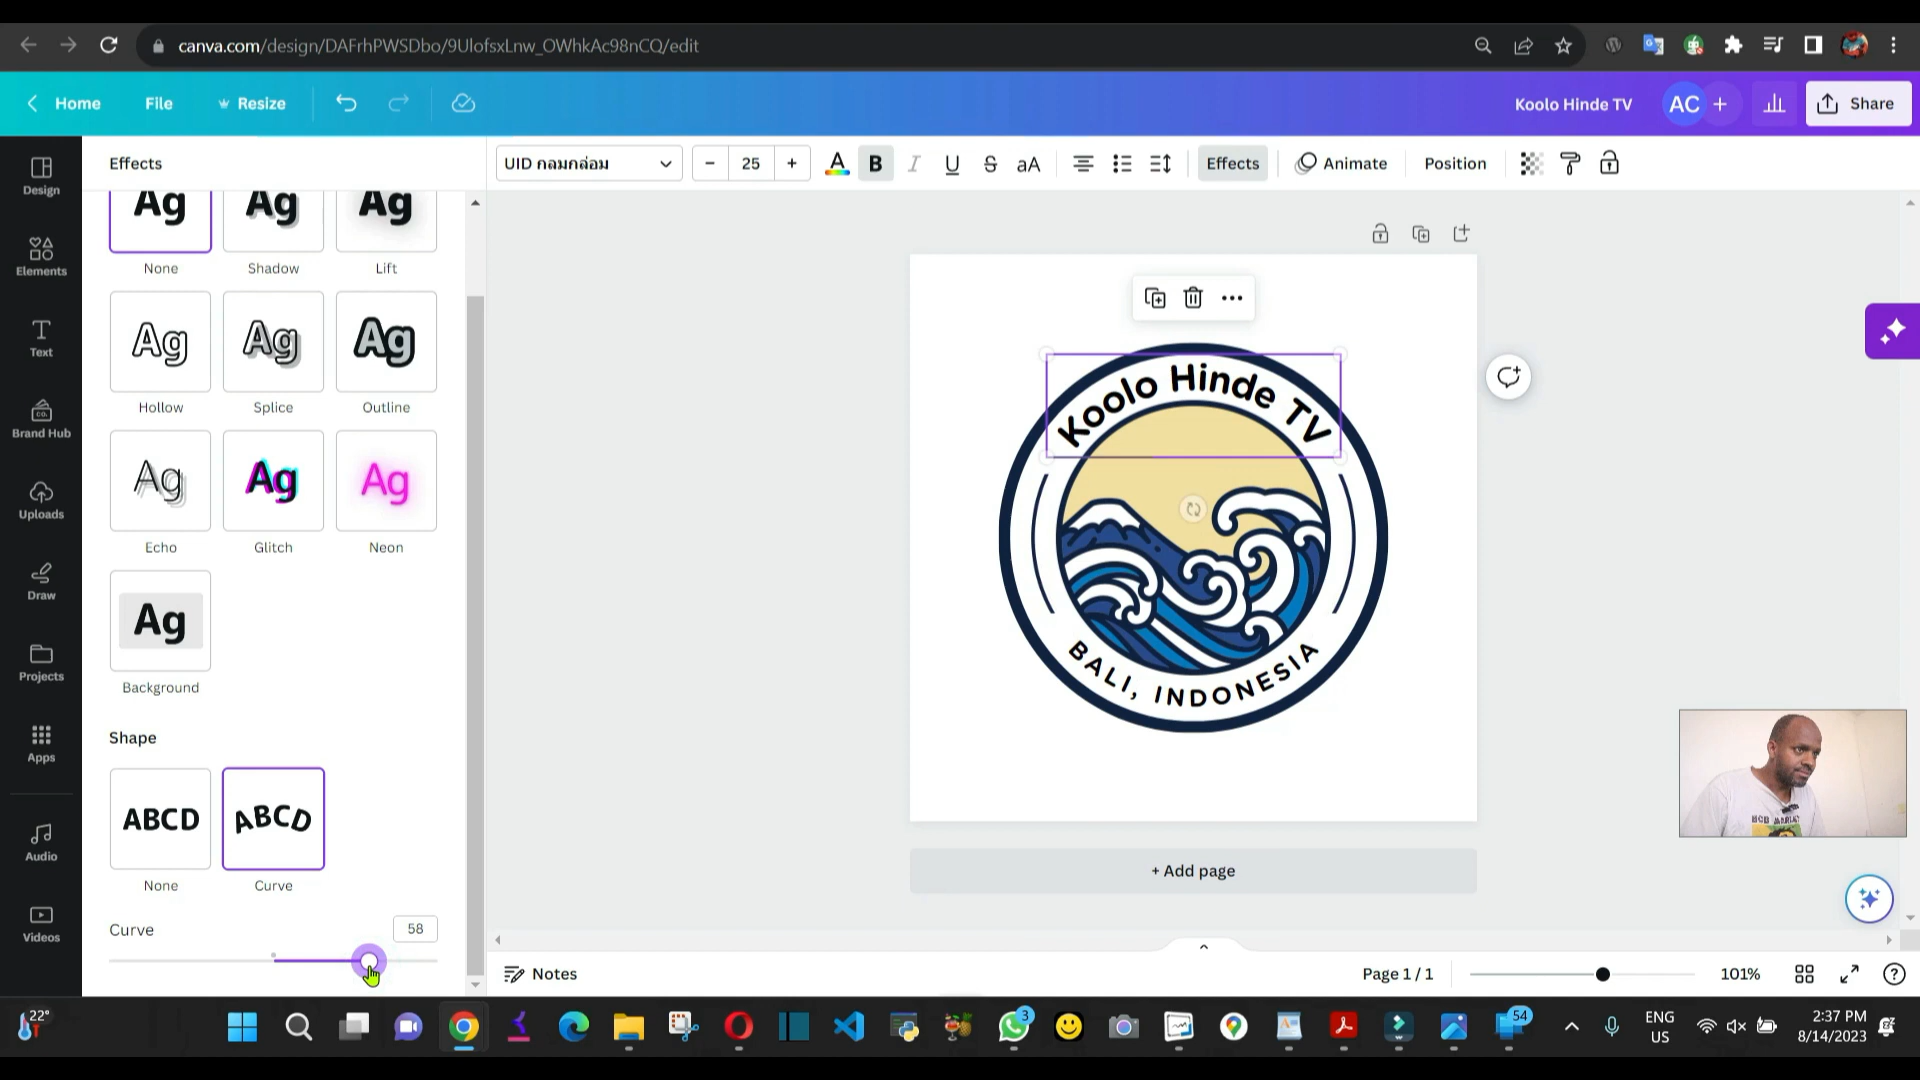 canva.com/design/DAFrhPWSDbo/9UlofsxLnw_OWhkAc98nCQ/edit
Home File Resize Koolo Hinde TV AC + Share
Effects
UID กลมกล่อม − 25 + A B I U S aA Effects Animate Position
Design
Elements
Text
Brand Hub
CO.
Uploads
Draw
Projects
Apps
Audio
Videos
Ag Ag Ag
None Shadow Lift
Ag Ag Ag
Hollow Splice Outline
Ag Ag Ag
Echo Glitch Neon
Ag
Background
Shape
ABCD ABCD
None Curve
Curve 58
Koolo Hinde TV
BALI, INDONESIA
+ Add page
Notes Page 1 / 1 101%
22°
3
54
ENG
US
2:37 PM
8/14/2023